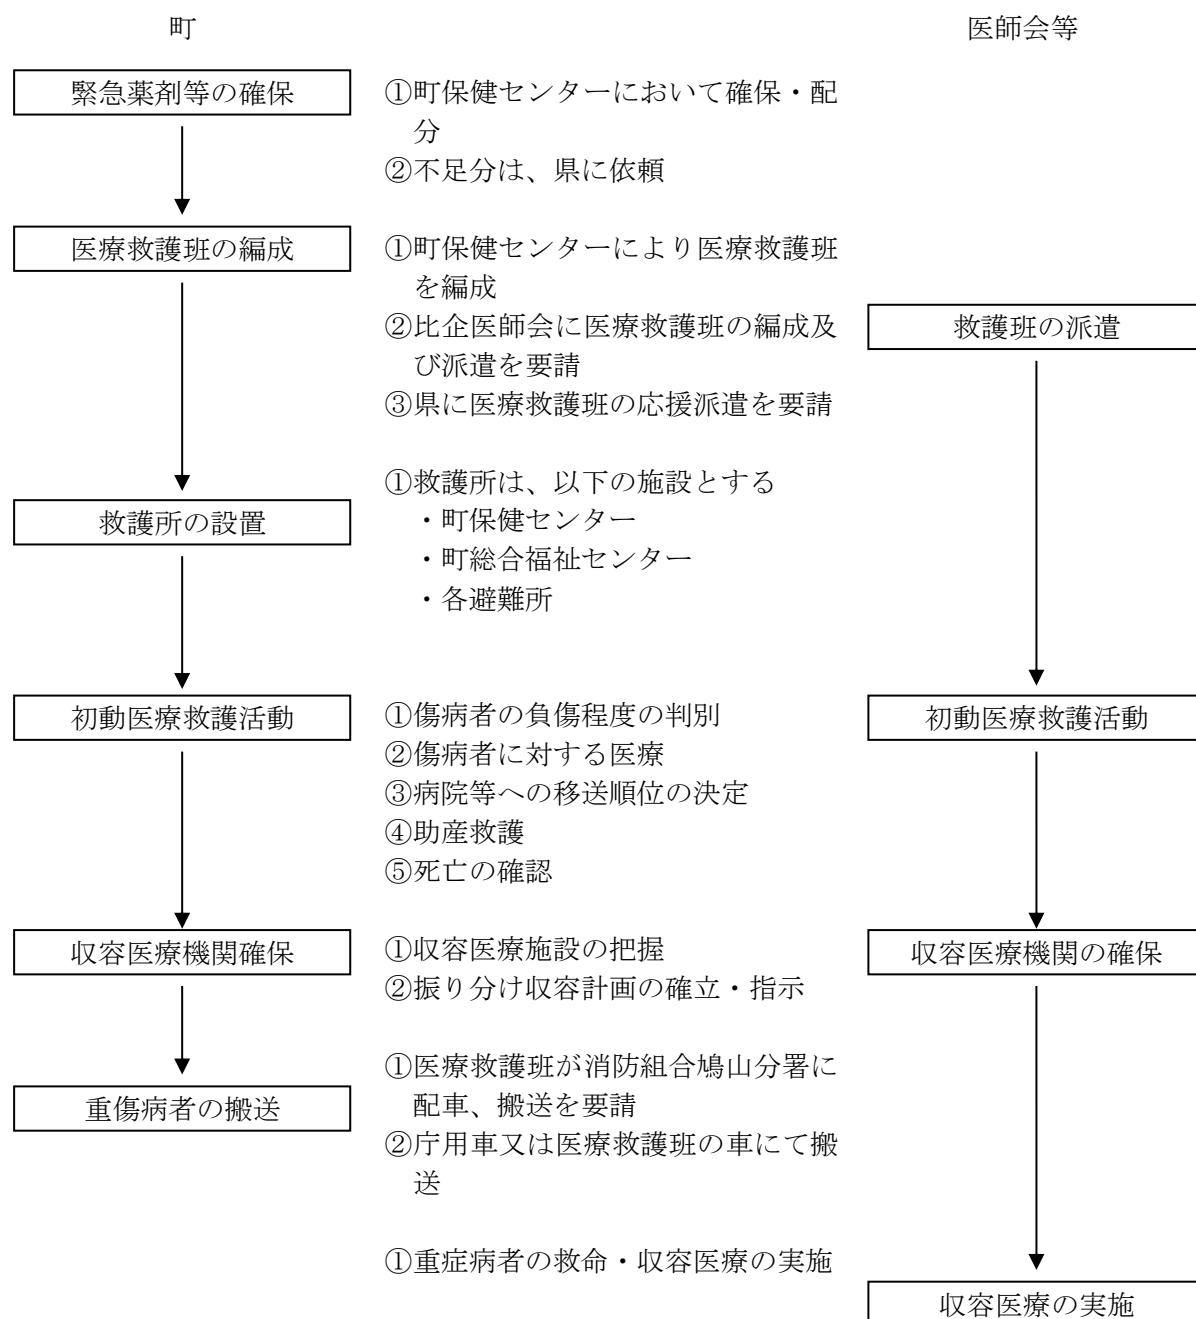 町
医師会等
緊急薬剤等の確保
①町保健センターにおいて確保・配
分
②不足分は、県に依頼
医療救護班の編成
①町保健センターにより医療救護班
を編成
②比企医師会に医療救護班の編成及
び派遣を要請
③県に医療救護班の応援派遣を要請
救護班の派遣
救護所の設置
①救護所は、以下の施設とする
・町保健センター
・町総合福祉センター
・各避難所
初動医療救護活動
①傷病者の負傷程度の判別
②傷病者に対する医療
③病院等への移送順位の決定
④助産救護
⑤死亡の確認
初動医療救護活動
収容医療機関確保
①収容医療施設の把握
②振り分け収容計画の確立・指示
収容医療機関の確保
重傷病者の搬送
①医療救護班が消防組合鳩山分署に
配車、搬送を要請
②庁用車又は医療救護班の車にて搬
送
①重症病者の救命・収容医療の実施
収容医療の実施